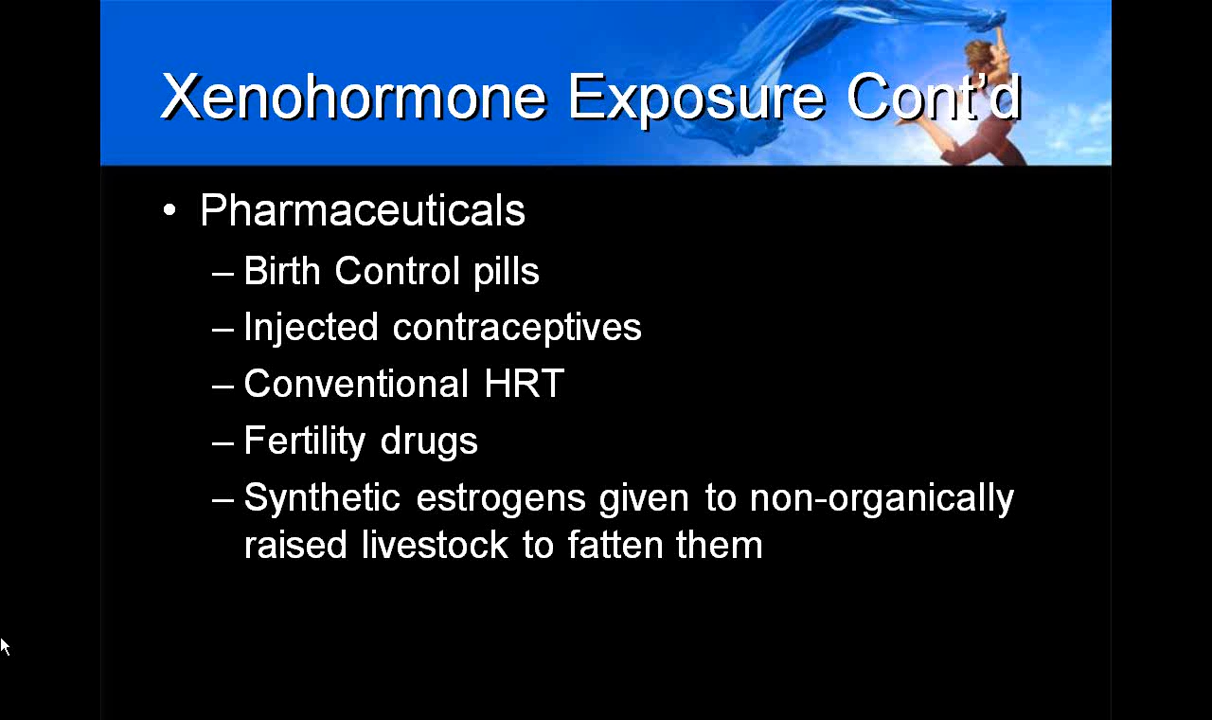 Xenohormone Exposure Cont'd
• Pharmaceuticals
– Birth Control pills
– Injected contraceptives
– Conventional HRT
– Fertility drugs
– Synthetic estrogens given to non-organically
raised livestock to fatten them